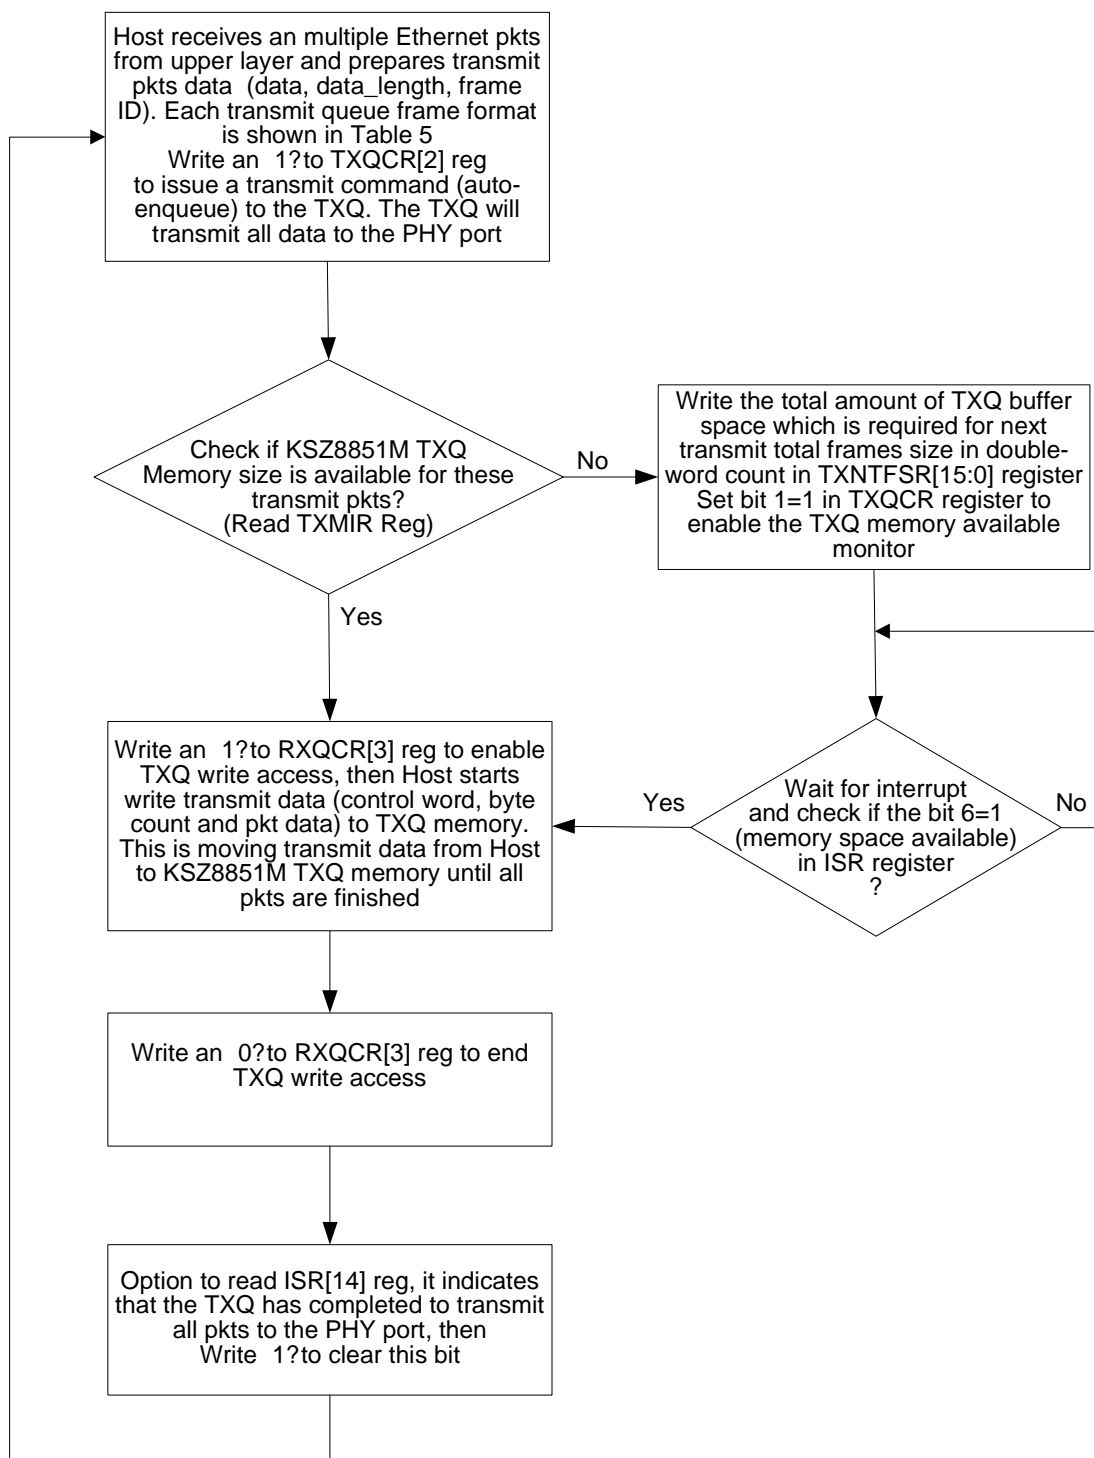 Host receives an multiple Ethernet pkts
from upper layer and prepares transmit
pkts data (data, data_length, frame
ID). Each transmit queue frame format
is shown in Table 5
Write an 1?to TXQCR[2] reg
to issue a transmit command (auto-
enqueue) to the TXQ. The TXQ will
transmit all data to the PHY port
Check if KSZ8851M TXQ
Memory size is available for these
transmit pkts?
(Read TXMIR Reg)
No
Write the total amount of TXQ buffer
space which is required for next
transmit total frames size in double-
word count in TXNTFSR[15:0] register
Set bit 1=1 in TXQCR register to
enable the TXQ memory available
monitor
Yes
Write an 1?to RXQCR[3] reg to enable
TXQ write access, then Host starts
write transmit data (control word, byte
count and pkt data) to TXQ memory.
This is moving transmit data from Host
to KSZ8851M TXQ memory until all
pkts are finished
Yes
Wait for interrupt
and check if the bit 6=1
(memory space available)
in ISR register
?
No
Write an 0?to RXQCR[3] reg to end
TXQ write access
Option to read ISR[14] reg, it indicates
that the TXQ has completed to transmit
all pkts to the PHY port, then
Write 1?to clear this bit